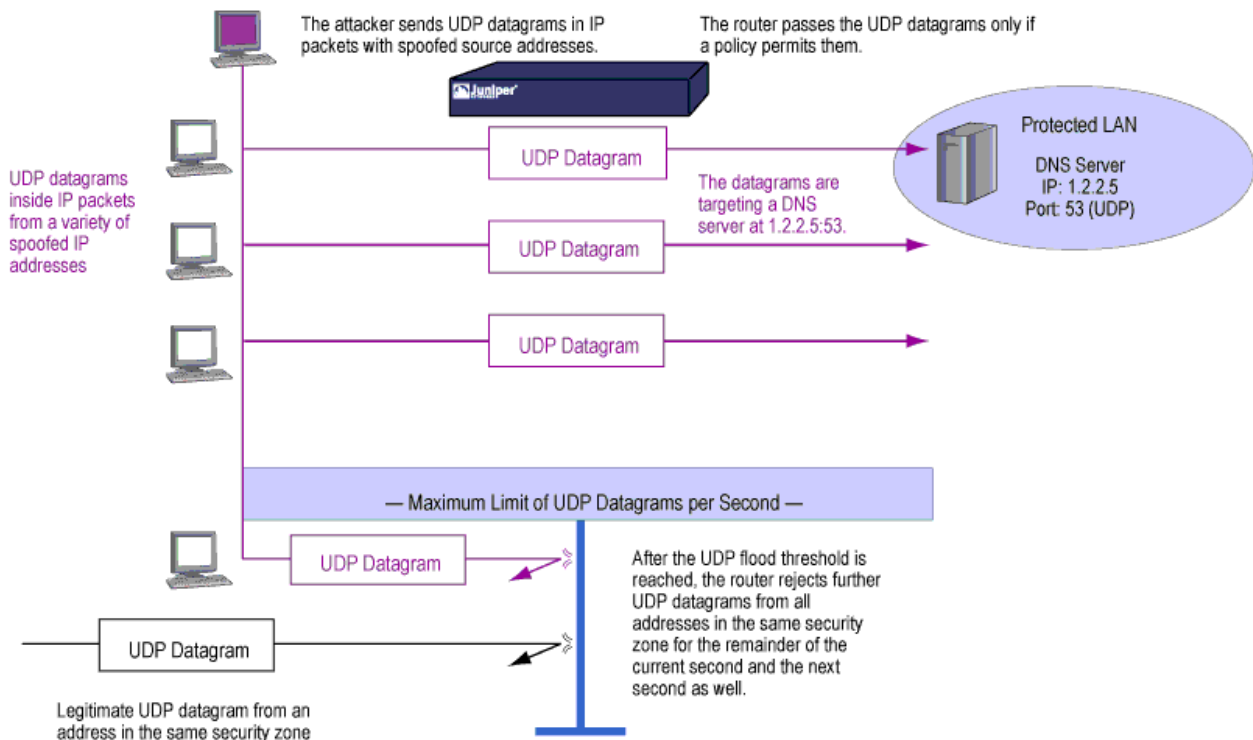 The attacker sends UDP datagrams in IP
packets with spoofed source addresses.
The router passes the UDP datagrams only if
a policy permits them.
Juniper
UDP datagrams
inside IP packets
from a variety of
spoofed IP
addresses
UDP Datagram
The datagrams are
targeting a DNS
server at 1.2.2.5:53.
Protected LAN
DNS Server
IP: 1.2.2.5
Port: 53 (UDP)
UDP Datagram
UDP Datagram
— Maximum Limit of UDP Datagrams per Second —
UDP Datagram
After the UDP flood threshold is
reached, the router rejects further
UDP datagrams from all
addresses in the same security
zone for the remainder of the
current second and the next
second as well.
UDP Datagram
Legitimate UDP datagram from an
address in the same security zone